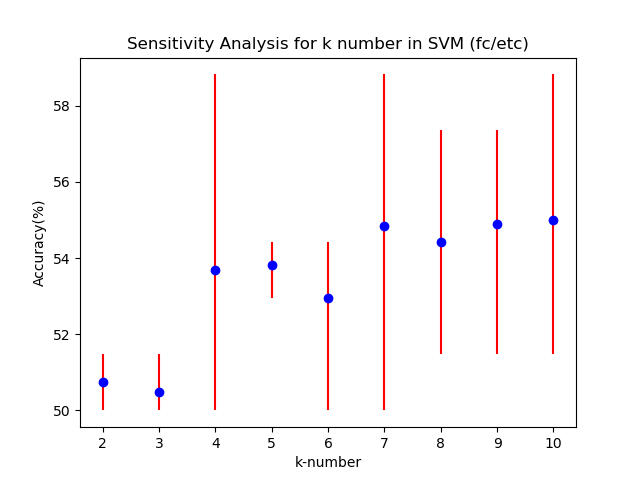 Sensitivity Analysis for k number in SVM (fc/etc)
58
56
54
52
50
Accuracy(%)
2 3 4 5 6 7 8 9 10
k-number